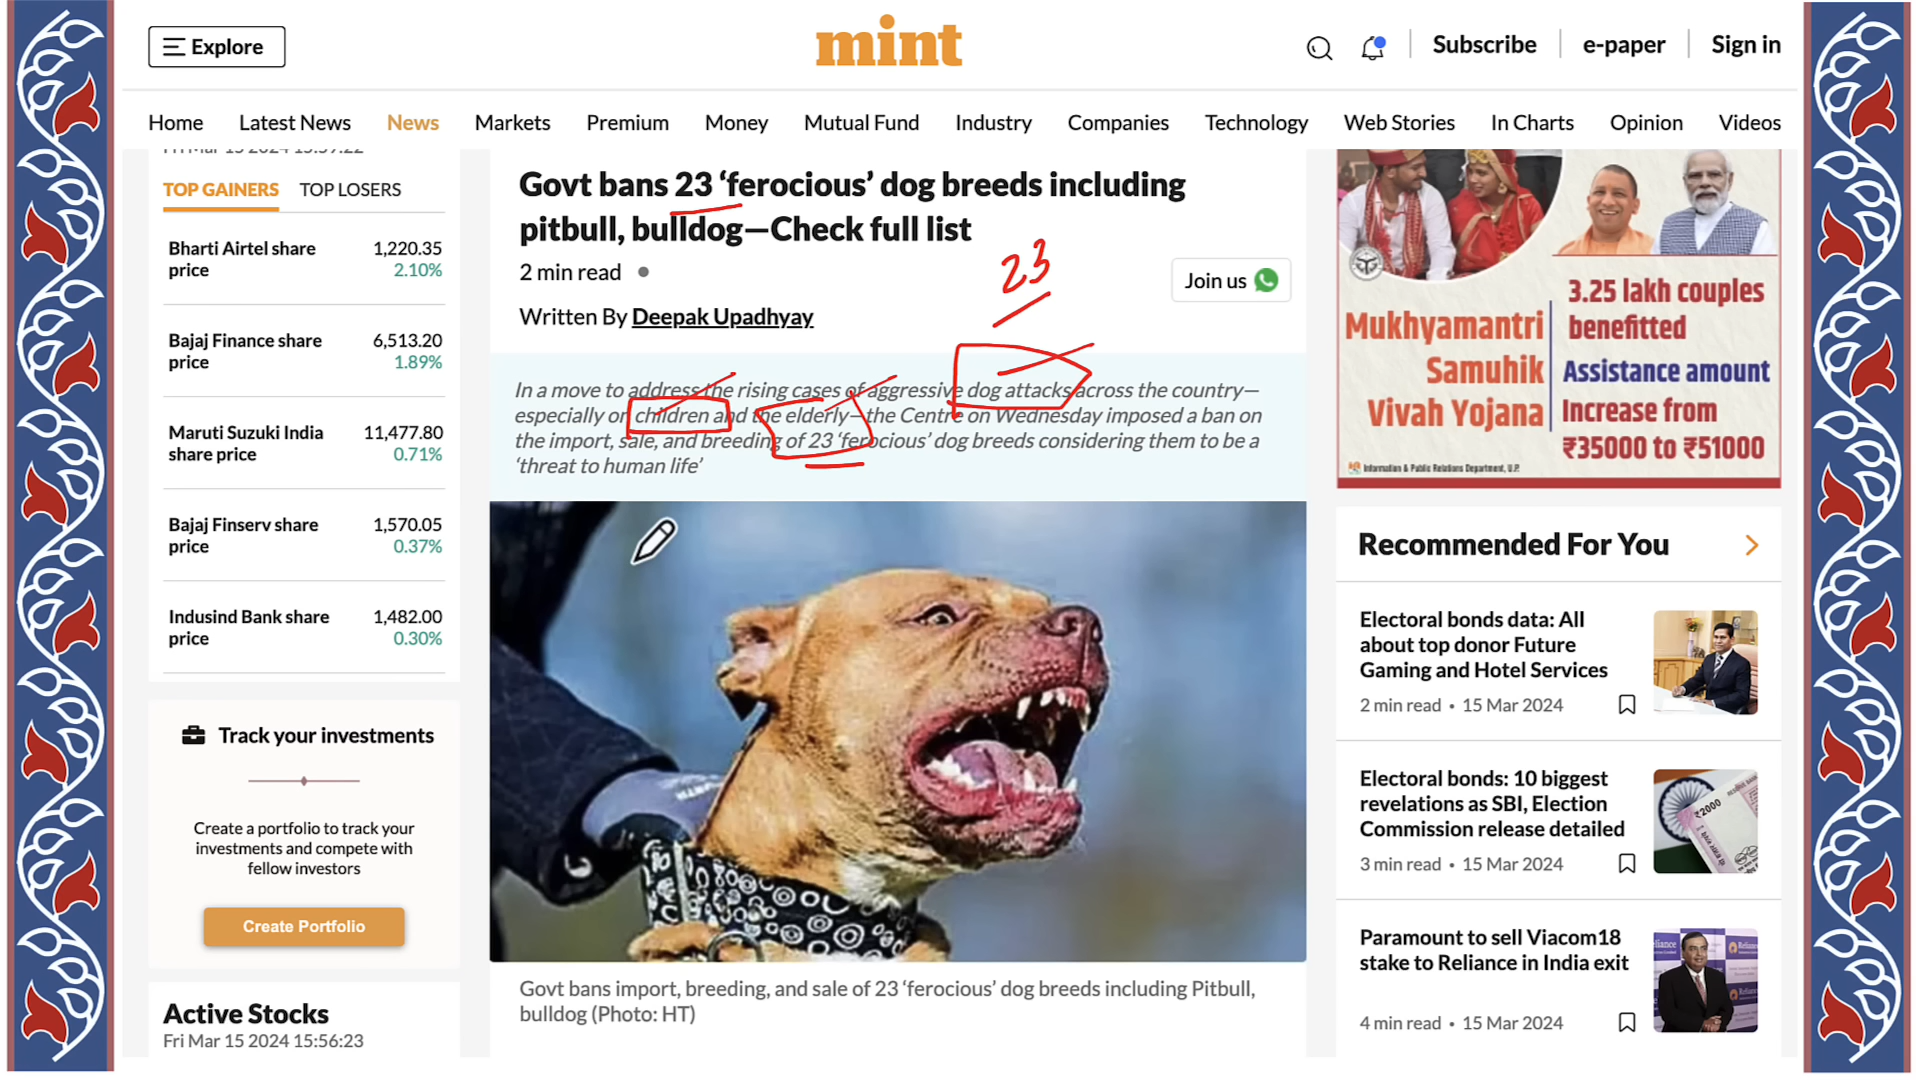 Explore
mint
Subscribe
e-paper
Sign in
Home
Latest News
News
Markets
Premium
Money
Mutual Fund
Industry
Companies
Technology
Web Stories
In Charts
Opinion
Videos
TOP GAINERS
TOP LOSERS
Bharti Airtel share price
1,220.35
2.10%
Bajaj Finance share price
6,513.20
1.89%
Maruti Suzuki India share price
11,477.80
0.71%
Bajaj Finserv share price
1,570.05
0.37%
Indusind Bank share price
1,482.00
0.30%
Track your investments
Create a portfolio to track your
investments and compete with
fellow investors
Create Portfolio
Active Stocks
Fri Mar 15 2024 15:56:23
Govt bans 23 ‘ferocious’ dog breeds including
pitbull, bulldog—Check full list
2 min read
23
Join us
Written By Deepak Upadhyay
In a move to address the rising cases of aggressive dog attacks across the country—
especially on children and the elderly—the Centre on Wednesday imposed a ban on
the import, sale, and breeding of 23 ‘ferocious’ dog breeds considering them to be a
‘threat to human life’
Govt bans import, breeding, and sale of 23 ‘ferocious’ dog breeds including Pitbull,
bulldog (Photo: HT)
Mukhyamantri
Samuhik
Vivah Yojana
3.25 lakh couples
benefitted
Assistance amount
Increase from
₹35000 to ₹51000
Information & Public Relations Department, U.P.
Recommended For You
Electoral bonds data: All
about top donor Future
Gaming and Hotel Services
2 min read • 15 Mar 2024
Electoral bonds: 10 biggest
revelations as SBI, Election
Commission release detailed
3 min read • 15 Mar 2024
₹2000
Paramount to sell Viacom18
stake to Reliance in India exit
4 min read • 15 Mar 2024
Reliance